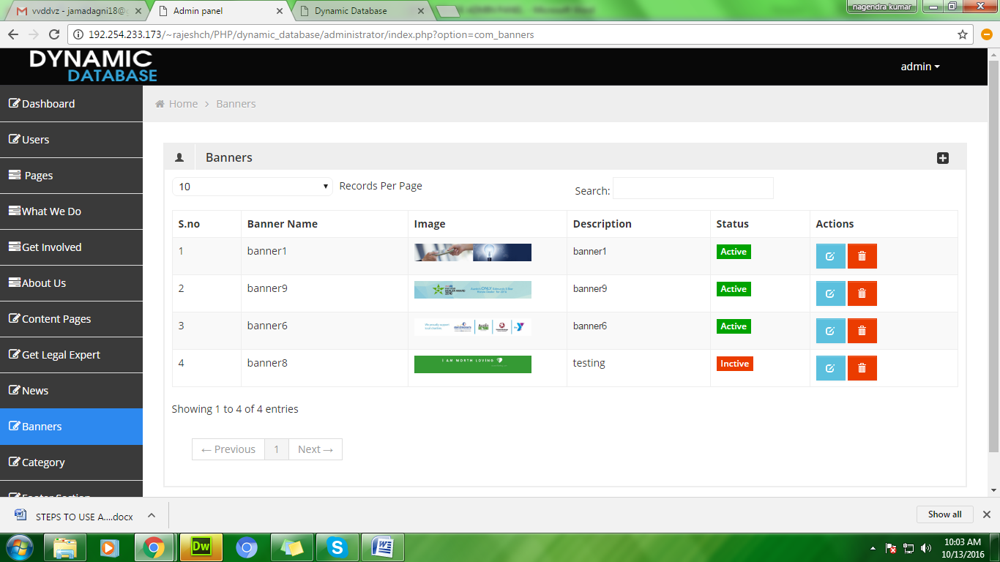 vvddvz - jamadagni18@g
Admin panel
Dynamic Database
nagendra kumar
192.254.233.173/~rajeshch/PHP/dynamic_database/administrator/index.php?option=com_banners
DYNAMIC
DATABASE
admin
Dashboard
Users
Pages
What We Do
Get Involved
About Us
Content Pages
Get Legal Expert
News
Banners
Category
Footer Section
Home > Banners
Banners
10 Records Per Page Search:
S.no Banner Name Image Description Status Actions
1 banner1 banner1 Active
2 banner9 banner9 Active
3 banner6 banner6 Active
4 banner8 I AM WORTH LOVING testing Inctive
Showing 1 to 4 of 4 entries
← Previous 1 Next →
STEPS TO USE A....docx
Show all
Dw
10:03 AM
10/13/2016